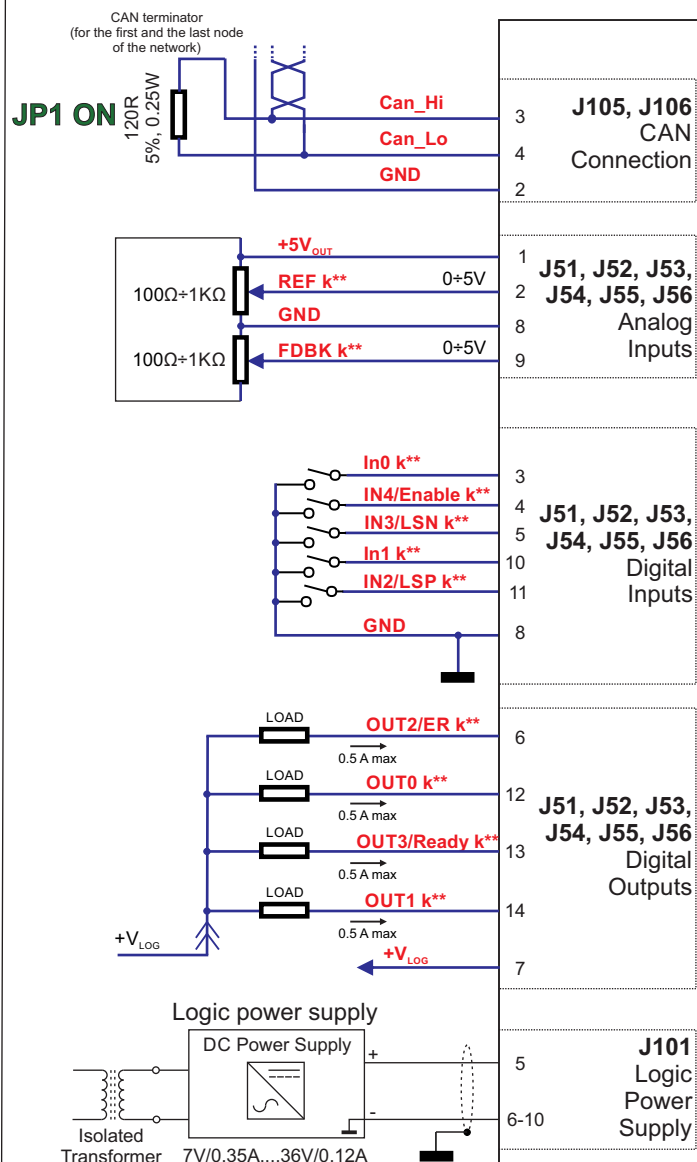 CAN terminator
(for the first and the last node
of the network)
JP1 ON
120R
5%, 0.25W
Can_Hi
3
Can_Lo
4
GND
2
J105, J106
CAN
Connection
+5VOUT
1
REF k**
0÷5V
2
100Ω÷1KΩ
GND
8
FDBK k**
0÷5V
9
100Ω÷1KΩ
J51, J52, J53,
J54, J55, J56
Analog
Inputs
In0 k**
3
IN4/Enable k**
4
IN3/LSN k**
5
In1 k**
10
IN2/LSP k**
11
GND
8
J51, J52, J53,
J54, J55, J56
Digital
Inputs
LOAD
OUT2/ER k**
6
0.5 A max
LOAD
OUT0 k**
12
0.5 A max
LOAD
OUT3/Ready k**
13
0.5 A max
LOAD
OUT1 k**
14
0.5 A max
+VLOG
+VLOG
7
J51, J52, J53,
J54, J55, J56
Digital
Outputs
Logic power supply
DC Power Supply
+
5
-
6-10
Isolated
Transformer
7V/0.35A....36V/0.12A
J101
Logic
Power
Supply